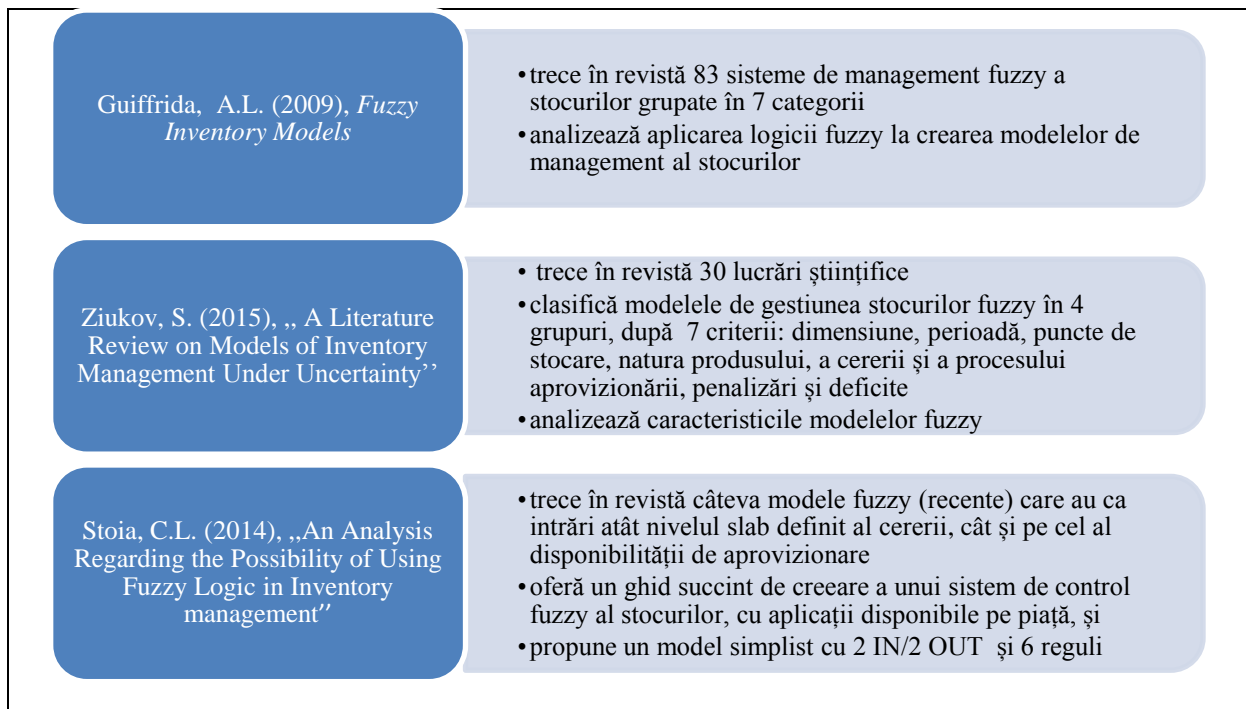 Guiffrida, A.L. (2009), Fuzzy
Inventory Models
•trece în revistă 83 sisteme de management fuzzy a
stocurilor grupate în 7 categorii
•analizează aplicarea logicii fuzzy la crearea modelelor de
management al stocurilor
Ziukov, S. (2015), ,, A Literature
Review on Models of Inventory
Management Under Uncertainty’’
• trece în revistă 30 lucrări științifice
•clasifică modelele de gestiunea stocurilor fuzzy în 4
grupuri, după 7 criterii: dimensiune, perioadă, puncte de
stocare, natura produsului, a cererii și a procesului
aprovizionării, penalizări și deficite
•analizează caracteristicile modelelor fuzzy
Stoia, C.L. (2014), ,,An Analysis
Regarding the Possibility of Using
Fuzzy Logic in Inventory
management’’
•trece în revistă câteva modele fuzzy (recente) care au ca
intrări atât nivelul slab definit al cererii, cât și pe cel al
disponibilității de aprovizionare
•oferă un ghid succint de creeare a unui sistem de control
fuzzy al stocurilor, cu aplicații disponibile pe piață, și
•propune un model simplist cu 2 IN/2 OUT și 6 reguli